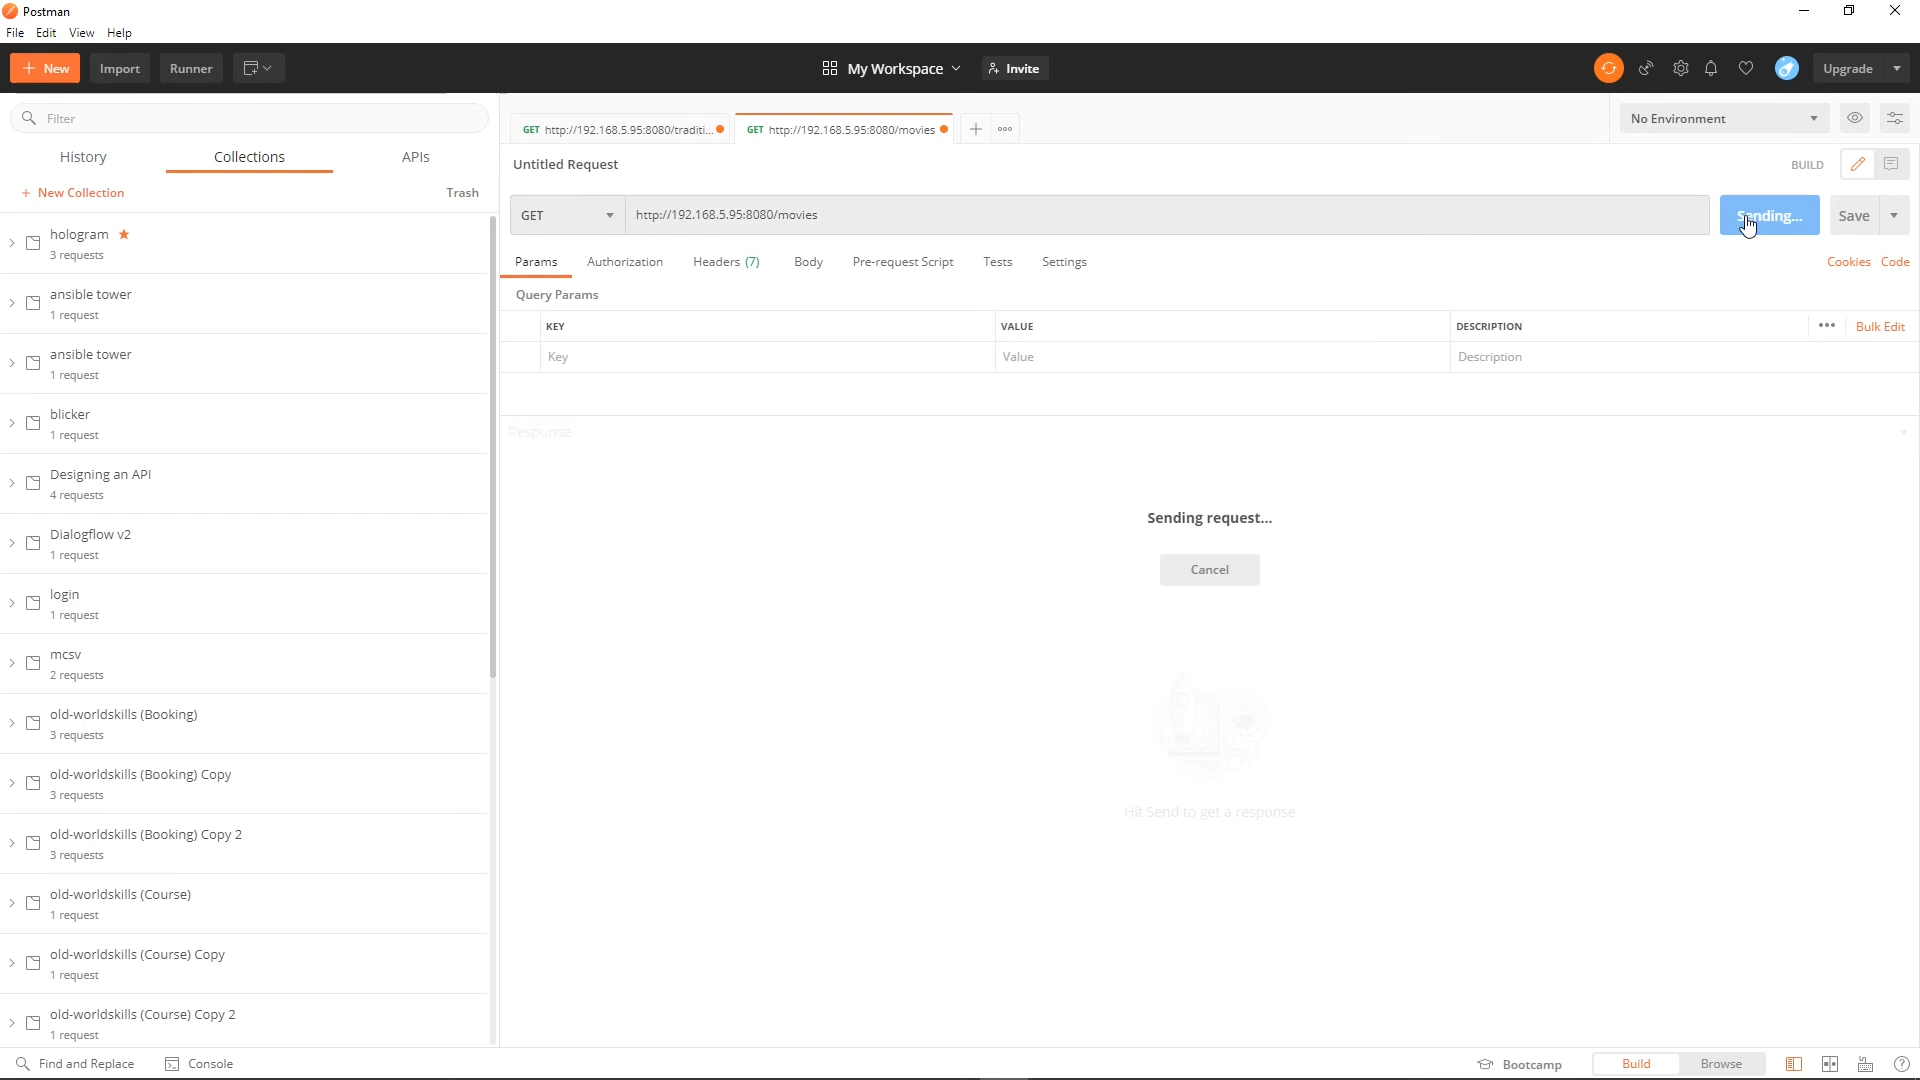 Postman
File Edit View Help
New Import Runner My Workspace Invite Upgrade
Filter
History Collections APIs
New Collection Trash
hologram
3 requests
ansible tower
1 request
ansible tower
1 request
blicker
1 request
Designing an API
4 requests
Dialogflow v2
1 request
login
1 request
mcsv
2 requests
old-worldskills (Booking)
3 requests
old-worldskills (Booking) Copy
3 requests
old-worldskills (Booking) Copy 2
3 requests
old-worldskills (Course)
1 request
old-worldskills (Course) Copy
1 request
old-worldskills (Course) Copy 2
1 request
GET http://192.168.5.95:8080/traditi... GET http://192.168.5.95:8080/movies No Environment
Untitled Request BUILD
GET http://192.168.5.95:8080/movies Sending... Save
Params Authorization Headers (7) Body Pre-request Script Tests Settings Cookies Code
Query Params
KEY VALUE DESCRIPTION ••• Bulk Edit
Key Value Description
Response
Sending request...
Cancel
Hit Send to get a response
Find and Replace Console Bootcamp Build Browse